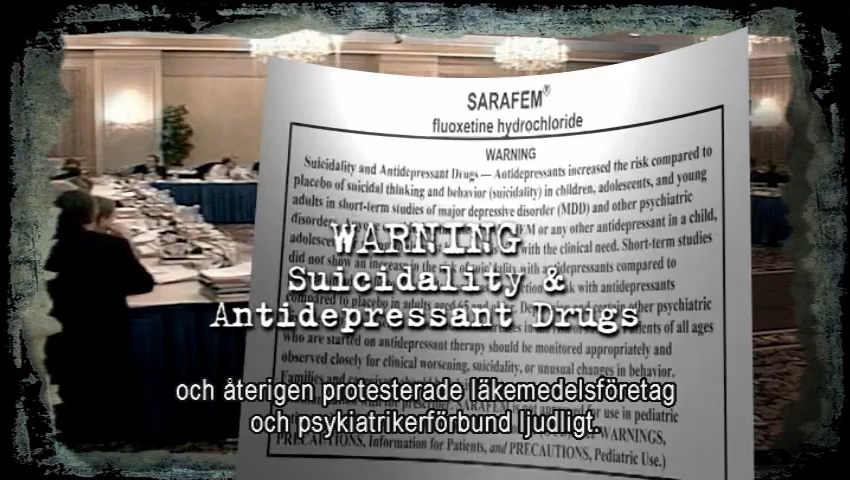 SARAFEM®
fluoxetine hydrochloride
WARNING
Suicidality and Antidepressant Drugs — Antidepressants increased the risk compared to
placebo of suicidal thinking and behavior (suicidality) in children, adolescents, and young
adults in short-term studies of major depressive disorder (MDD) and other psychiatric
disorders. or any other antidepressant in a child,
with the clinical need. Short-term studies
did not show an increase in the risk of suicidality with antidepressants compared to
risk with antidepressants
compared to placebo in adults aged 65 and other psychiatric
of all ages
who are started on antidepressant therapy should be monitored appropriately and
observed closely for clinical worsening, suicidality, or unusual changes in behavior.
Families and
use in pediatric
WARNINGS,
PRECAUTIONS, Information for Patients, and PRECAUTIONS, Pediatric Use.)
WARNING
Suicidality &
Antidepressant Drugs
och återigen protesterade läkemedelsföretag
och psykiatrikerförbund ljudligt.